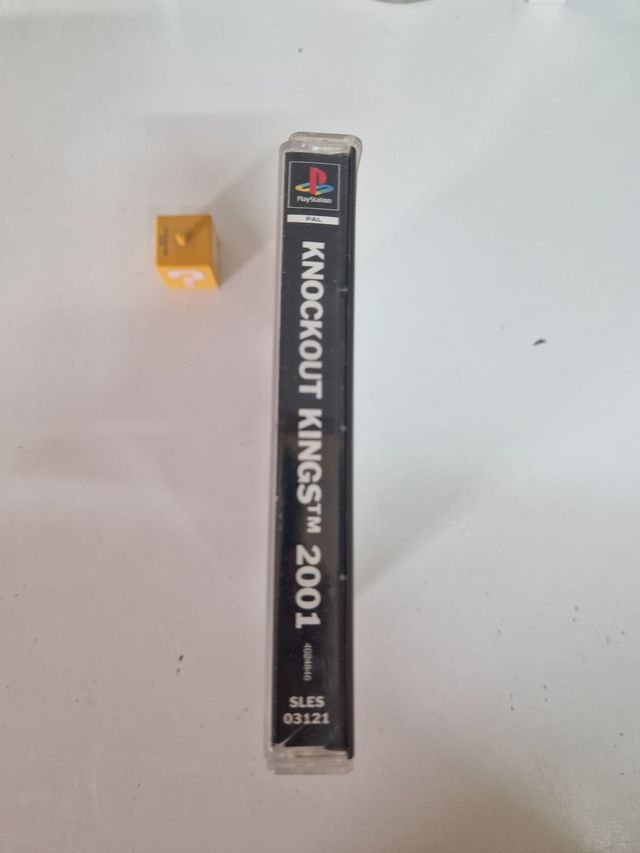 PlayStation
PAL
KNOCKOUT KINGS™ 2001
SLES
03121
?